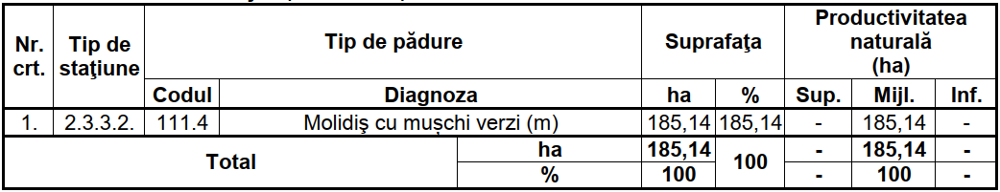 Nr. crt. Tip de staţiune Tip de pădure Suprafaţa Productivitatea naturală (ha)
Codul Diagnoza ha % Sup. Mijl. Inf.
1. 2.3.3.2. 111.4 Molidiş cu mușchi verzi (m) 185,14 185,14 - 185,14 -
Total ha 185,14 100 - 185,14 -
% 100 - 100 -